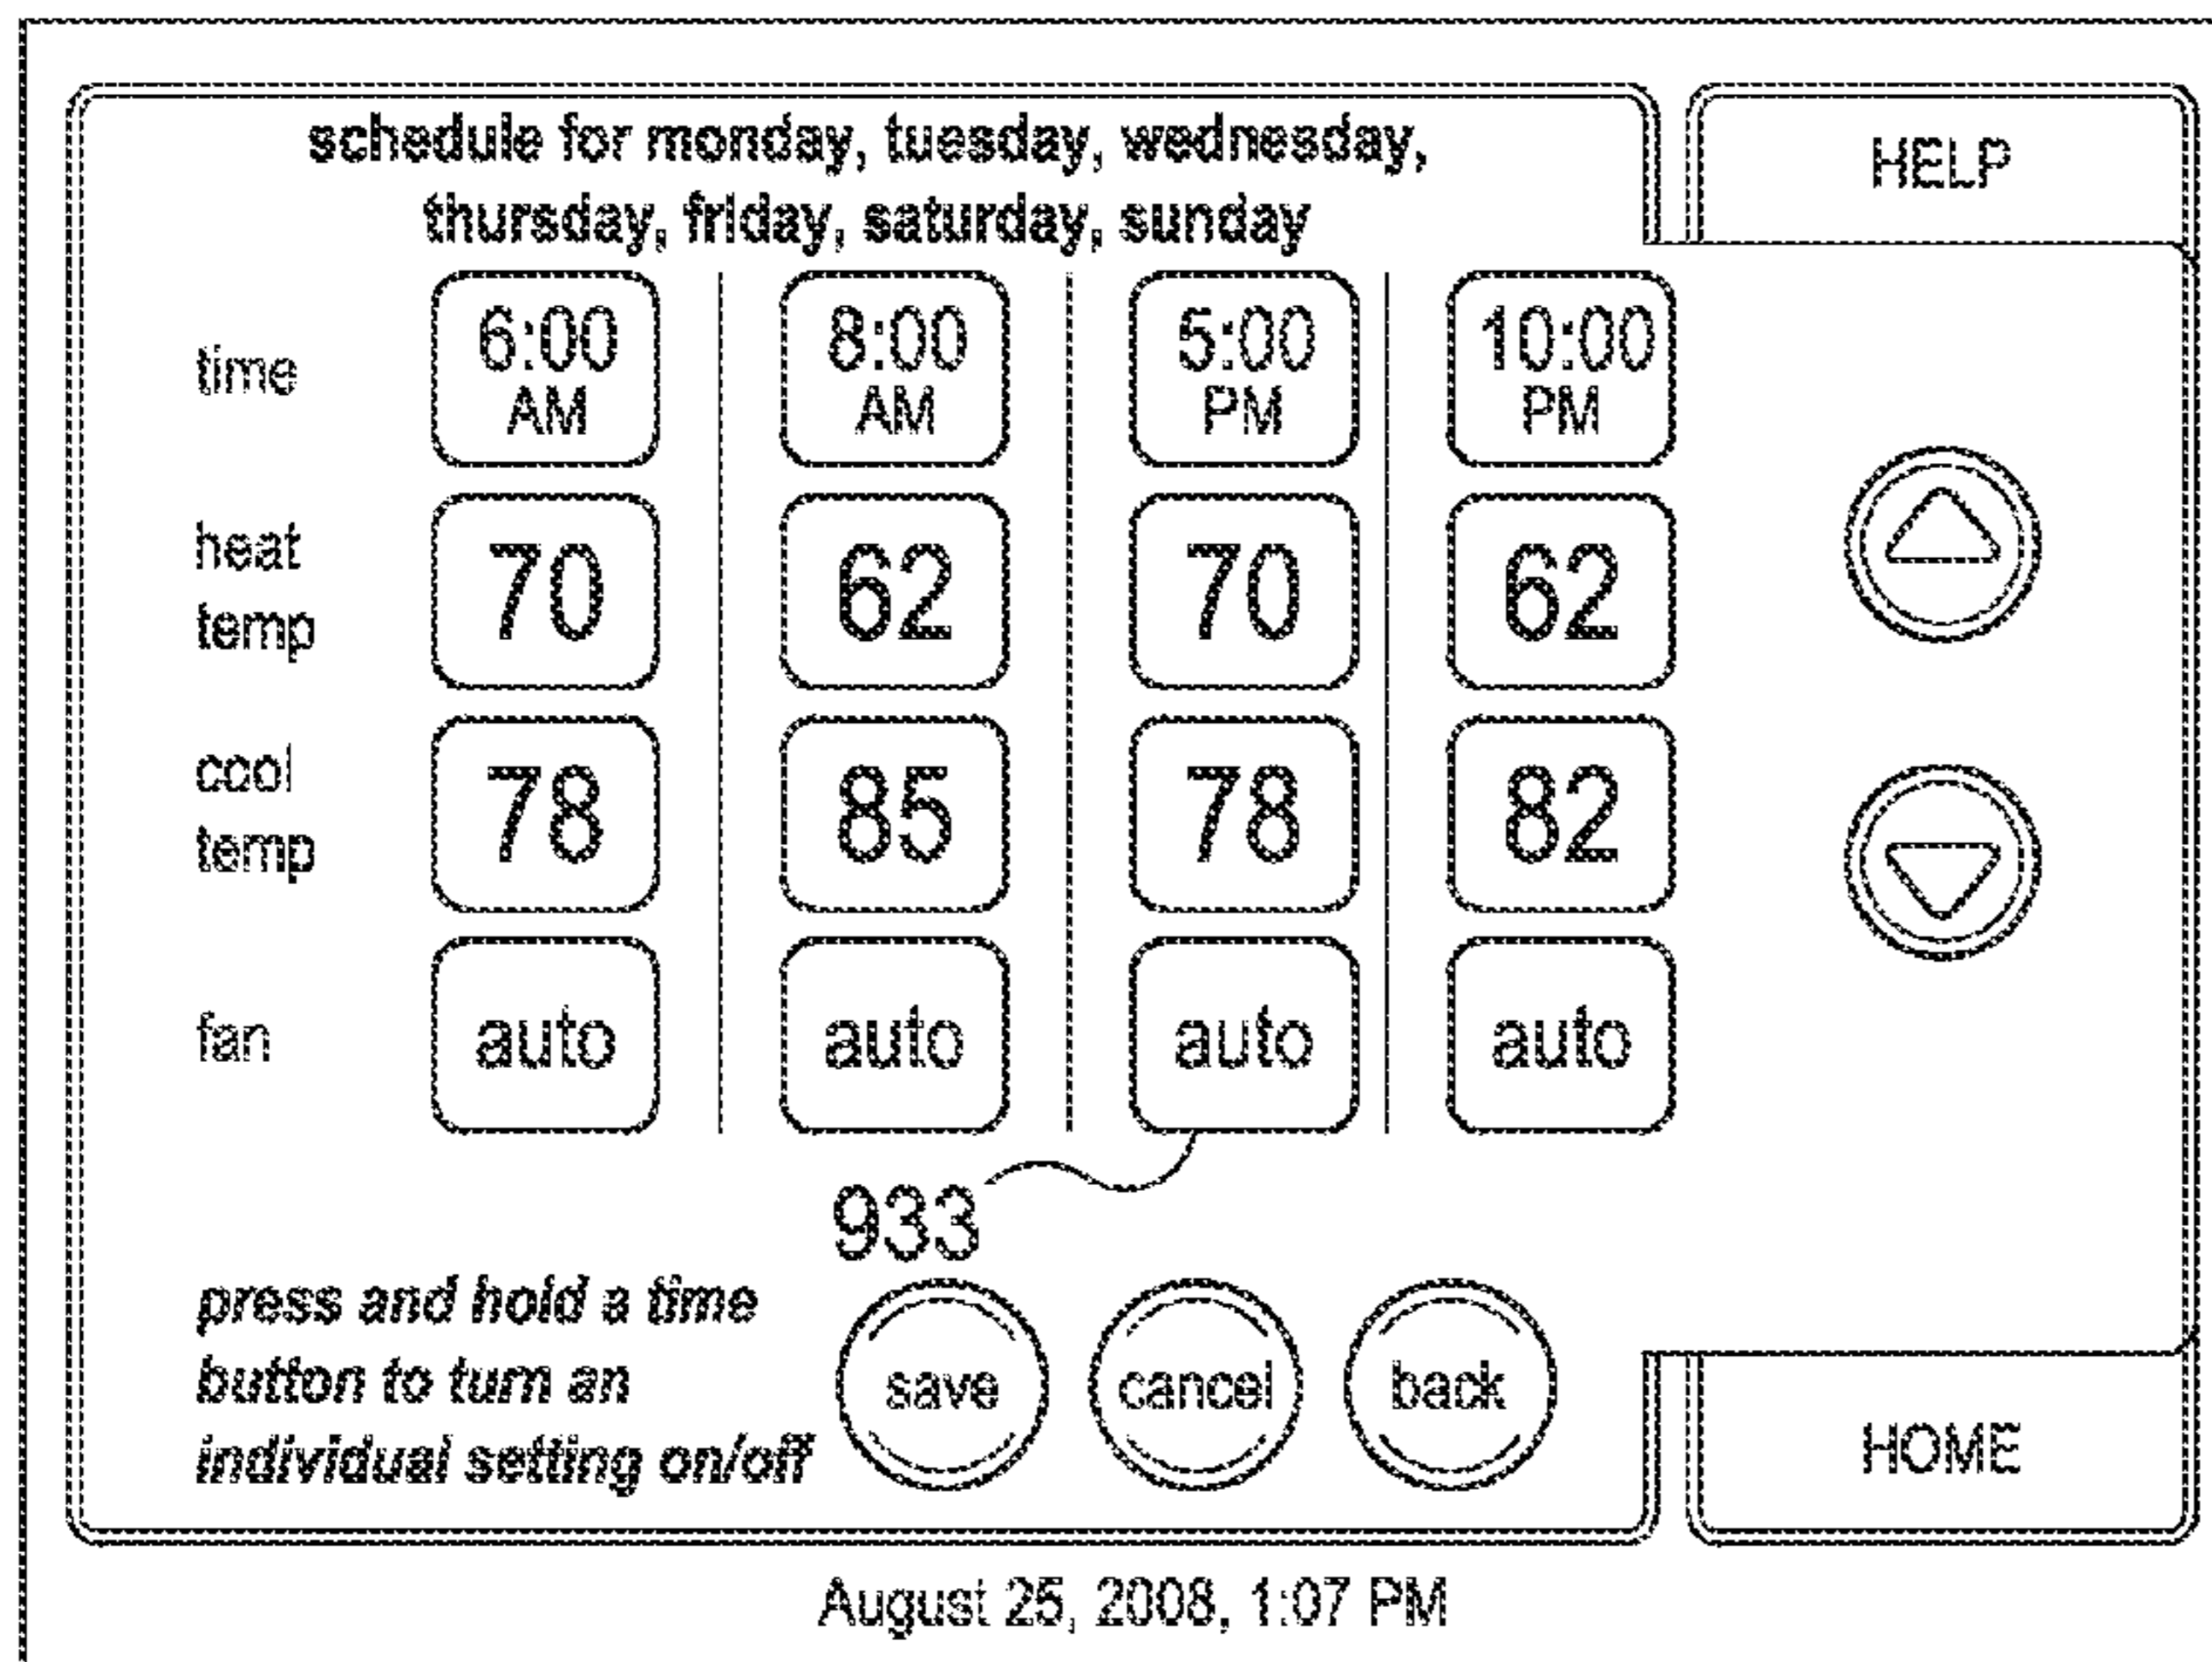 schedule for monday, tuesday, wednesday,
thursday, friday, saturday, sunday
HELP
time
6:00
AM
8:00
AM
5:00
PM
10:00
PM
heat
temp
70
62
70
62
cool
temp
78
85
78
82
fan
auto
auto
auto
auto
933
press and hold a time
button to turn an
individual setting on/off
save
cancel
back
HOME
August 25, 2008, 1:07 PM